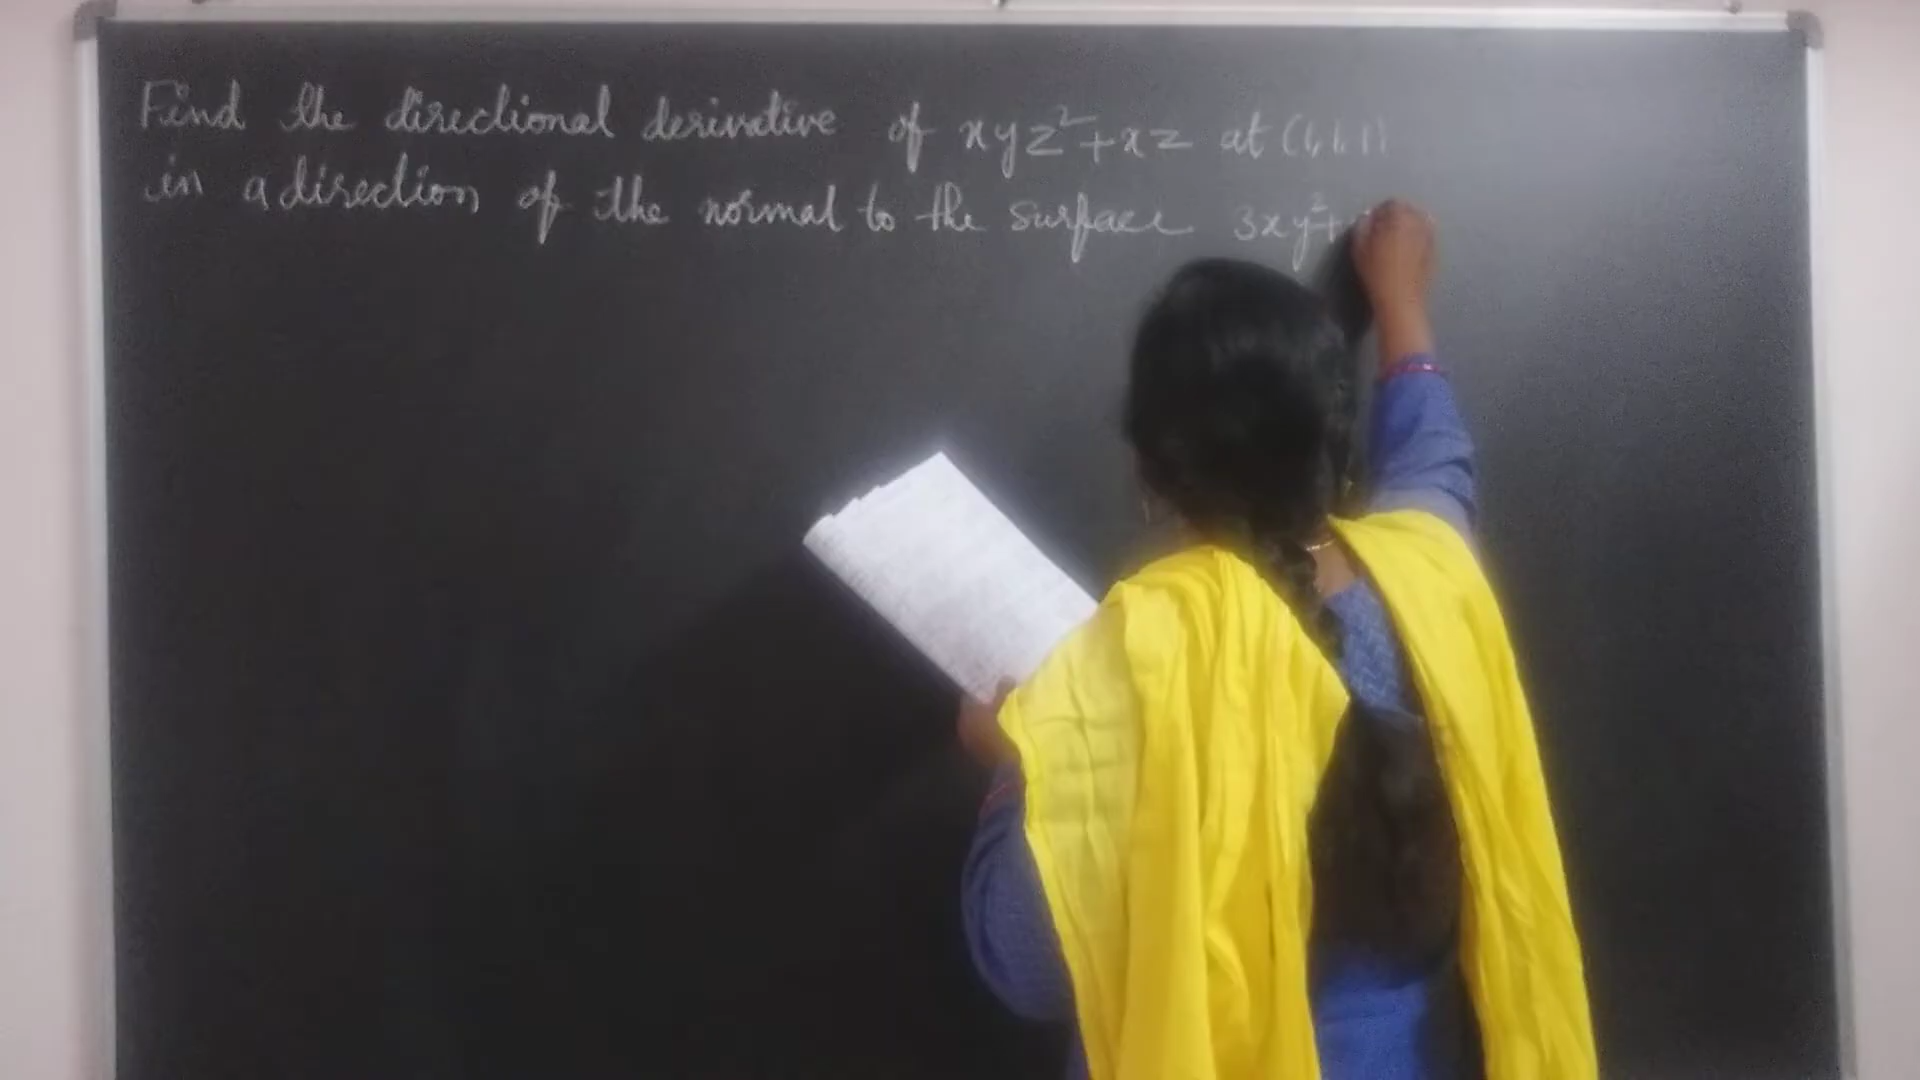 Find the directional derivative of xyz²+xz at (1,1,1)
in a direction of the normal to the surface 3xy²+